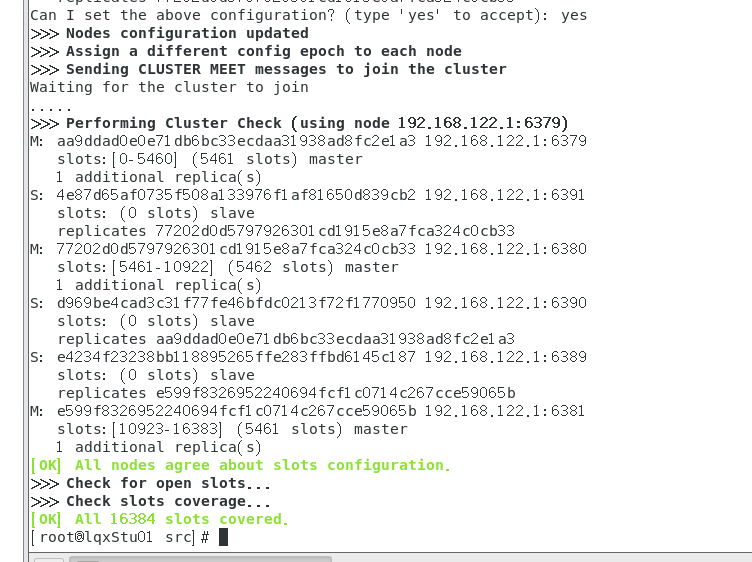 Can I set the above configuration? (type 'yes' to accept): yes
>>> Nodes configuration updated
>>> Assign a different config epoch to each node
>>> Sending CLUSTER MEET messages to join the cluster
Waiting for the cluster to join
.....
>>> Performing Cluster Check (using node 192.168.122.1:6379)
M: aa9ddad0e0e71db6bc33ecdaa31938ad8fc2e1a3 192.168.122.1:6379
slots:[0-5460] (5461 slots) master
1 additional replica(s)
S: 4e87d65af0735f508a133976f1af81650d839cb2 192.168.122.1:6391
slots: (0 slots) slave
replicates 77202d0d5797926301cd1915e8a7fca324c0cb33
M: 77202d0d5797926301cd1915e8a7fca324c0cb33 192.168.122.1:6380
slots:[5461-10922] (5462 slots) master
1 additional replica(s)
S: d969be4cad3c31f77fe46bfdc0213f72f1770950 192.168.122.1:6390
slots: (0 slots) slave
replicates aa9ddad0e0e71db6bc33ecdaa31938ad8fc2e1a3
S: e4234f23238bb118895265ffe283ffbd6145c187 192.168.122.1:6389
slots: (0 slots) slave
replicates e599f8326952240694fcf1c0714c267cce59065b
M: e599f8326952240694fcf1c0714c267cce59065b 192.168.122.1:6381
slots:[10923-16383] (5461 slots) master
1 additional replica(s)
[OK] All nodes agree about slots configuration.
>>> Check for open slots...
>>> Check slots coverage...
[OK] All 16384 slots covered.
[root@lqxStu01 src]#